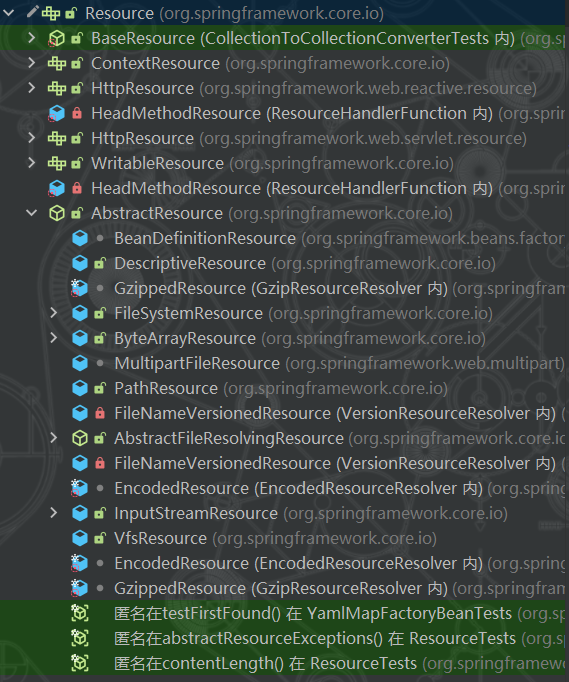 Resource (org.springframework.core.io)
BaseResource (CollectionToCollectionConverterTests 内) (org.s
ContextResource (org.springframework.core.io)
HttpResource (org.springframework.web.reactive.resource)
HeadMethodResource (ResourceHandlerFunction 内) (org.spring
HttpResource (org.springframework.web.servlet.resource)
WritableResource (org.springframework.core.io)
HeadMethodResource (ResourceHandlerFunction 内) (org.spring
AbstractResource (org.springframework.core.io)
BeanDefinitionResource (org.springframework.beans.factor
DescriptiveResource (org.springframework.core.io)
GzippedResource (GzipResourceResolver 内) (org.springfram
FileSystemResource (org.springframework.core.io)
ByteArrayResource (org.springframework.core.io)
MultipartFileResource (org.springframework.web.multipart)
PathResource (org.springframework.core.io)
FileNameVersionedResource (VersionResourceResolver 内) (o
AbstractFileResolvingResource (org.springframework.core.io
FileNameVersionedResource (VersionResourceResolver 内) (
EncodedResource (EncodedResourceResolver 内) (org.spring
InputStreamResource (org.springframework.core.io)
VfsResource (org.springframework.core.io)
EncodedResource (EncodedResourceResolver 内) (org.spring
GzippedResource (GzipResourceResolver 内) (org.springfram
匿名在testFirstFound() 在 YamlMapFactoryBeanTests (org.sp
匿名在abstractResourceExceptions() 在 ResourceTests (org.s
匿名在contentLength() 在 ResourceTests (org.springframew